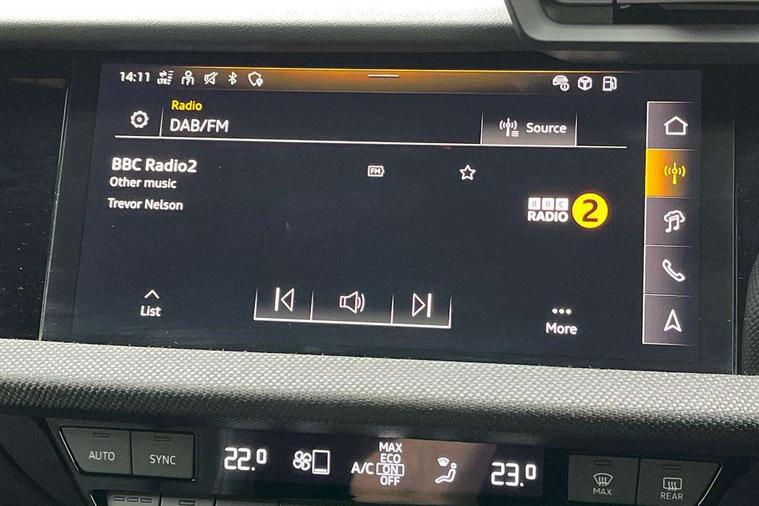 14:11 LTE
Radio
DAB/FM
Source
BBC Radio2
FM
Other music
Trevor Nelson
BBC
RADIO 2
List
More
AUTO
SYNC
22.0
A/C
MAX
ECO
ON
OFF
23.0
MAX
REAR